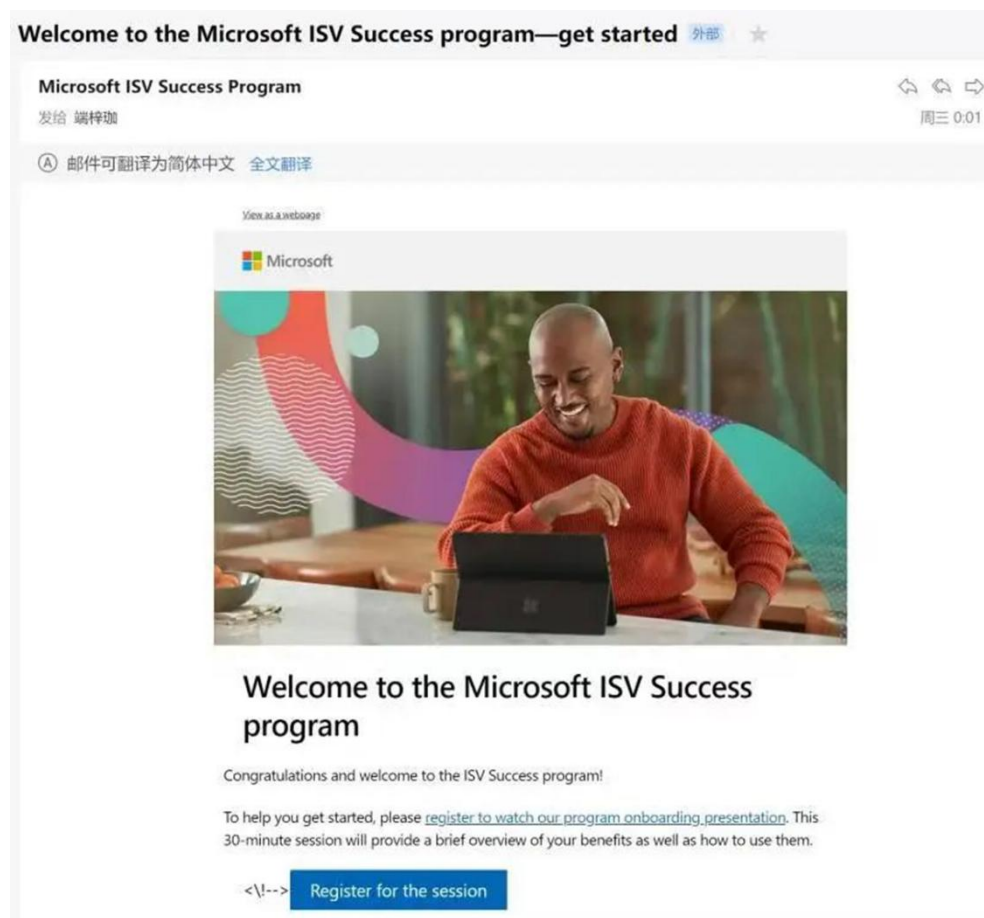 Welcome to the Microsoft ISV Success program—get started 外部
Microsoft ISV Success Program
发给 端梓珈
周三 0:01
A 邮件可翻译为简体中文 全文翻译
View as a webpage
Microsoft
Welcome to the Microsoft ISV Success
program
Congratulations and welcome to the ISV Success program!
To help you get started, please register to watch our program onboarding presentation. This
30-minute session will provide a brief overview of your benefits as well as how to use them.
<\!--> Register for the session